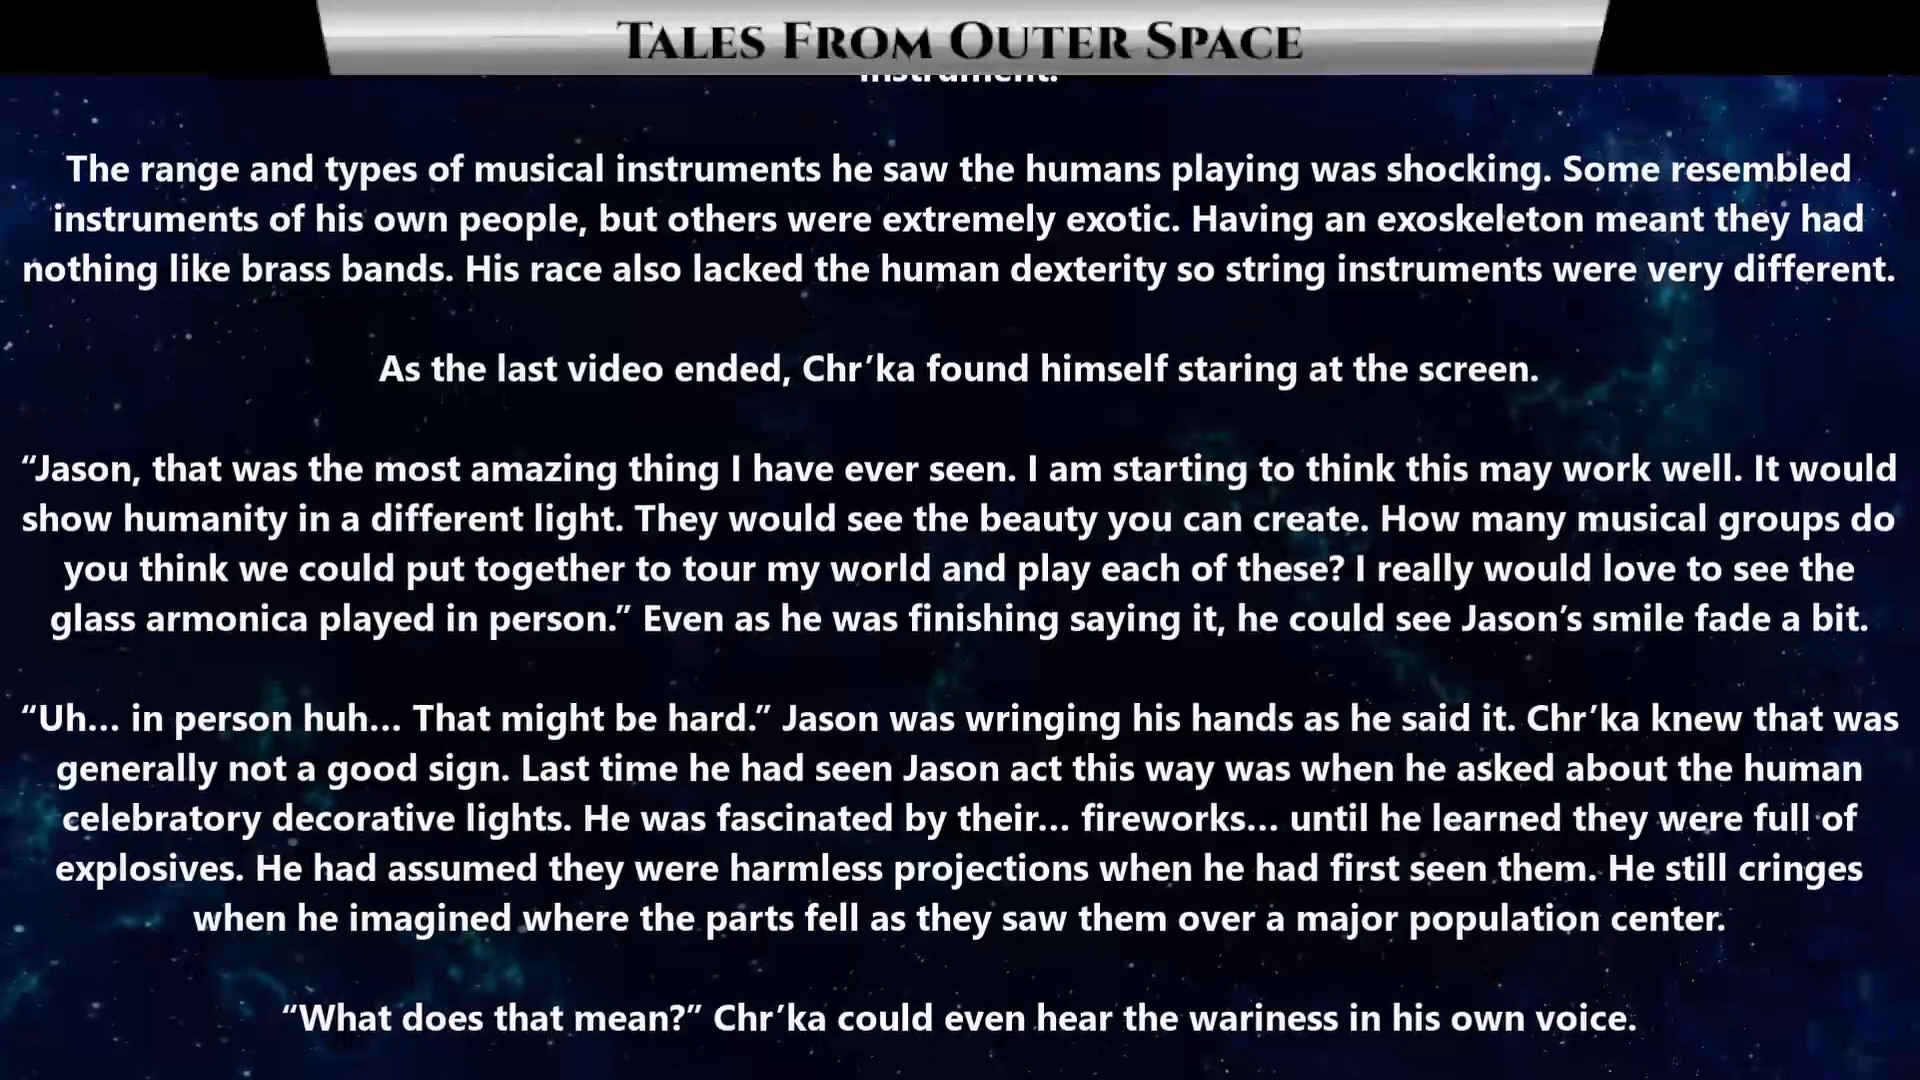 Tales From Outer Space
instrument.
The range and types of musical instruments he saw the humans playing was shocking. Some resembled
instruments of his own people, but others were extremely exotic. Having an exoskeleton meant they had
nothing like brass bands. His race also lacked the human dexterity so string instruments were very different.
As the last video ended, Chr’ka found himself staring at the screen.
“Jason, that was the most amazing thing I have ever seen. I am starting to think this may work well. It would
show humanity in a different light. They would see the beauty you can create. How many musical groups do
you think we could put together to tour my world and play each of these? I really would love to see the
glass armonica played in person.” Even as he was finishing saying it, he could see Jason’s smile fade a bit.
“Uh… in person huh… That might be hard.” Jason was wringing his hands as he said it. Chr’ka knew that was
generally not a good sign. Last time he had seen Jason act this way was when he asked about the human
celebratory decorative lights. He was fascinated by their… fireworks… until he learned they were full of
explosives. He had assumed they were harmless projections when he had first seen them. He still cringes
when he imagined where the parts fell as they saw them over a major population center.
“What does that mean?” Chr’ka could even hear the wariness in his own voice.